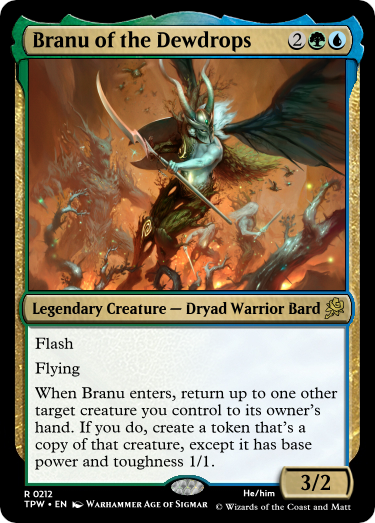 Branu of the Dewdrops 2
Legendary Creature — Dryad Warrior Bard
Flash
Flying
When Branu enters, return up to one other
target creature you control to its owner's
hand. If you do, create a token that's a
copy of that creature, except it has base
power and toughness 1/1.
3/2
R 0212 He/him
TPW • EN Warhammer Age of Sigmar © Wizards of the Coast and Matt